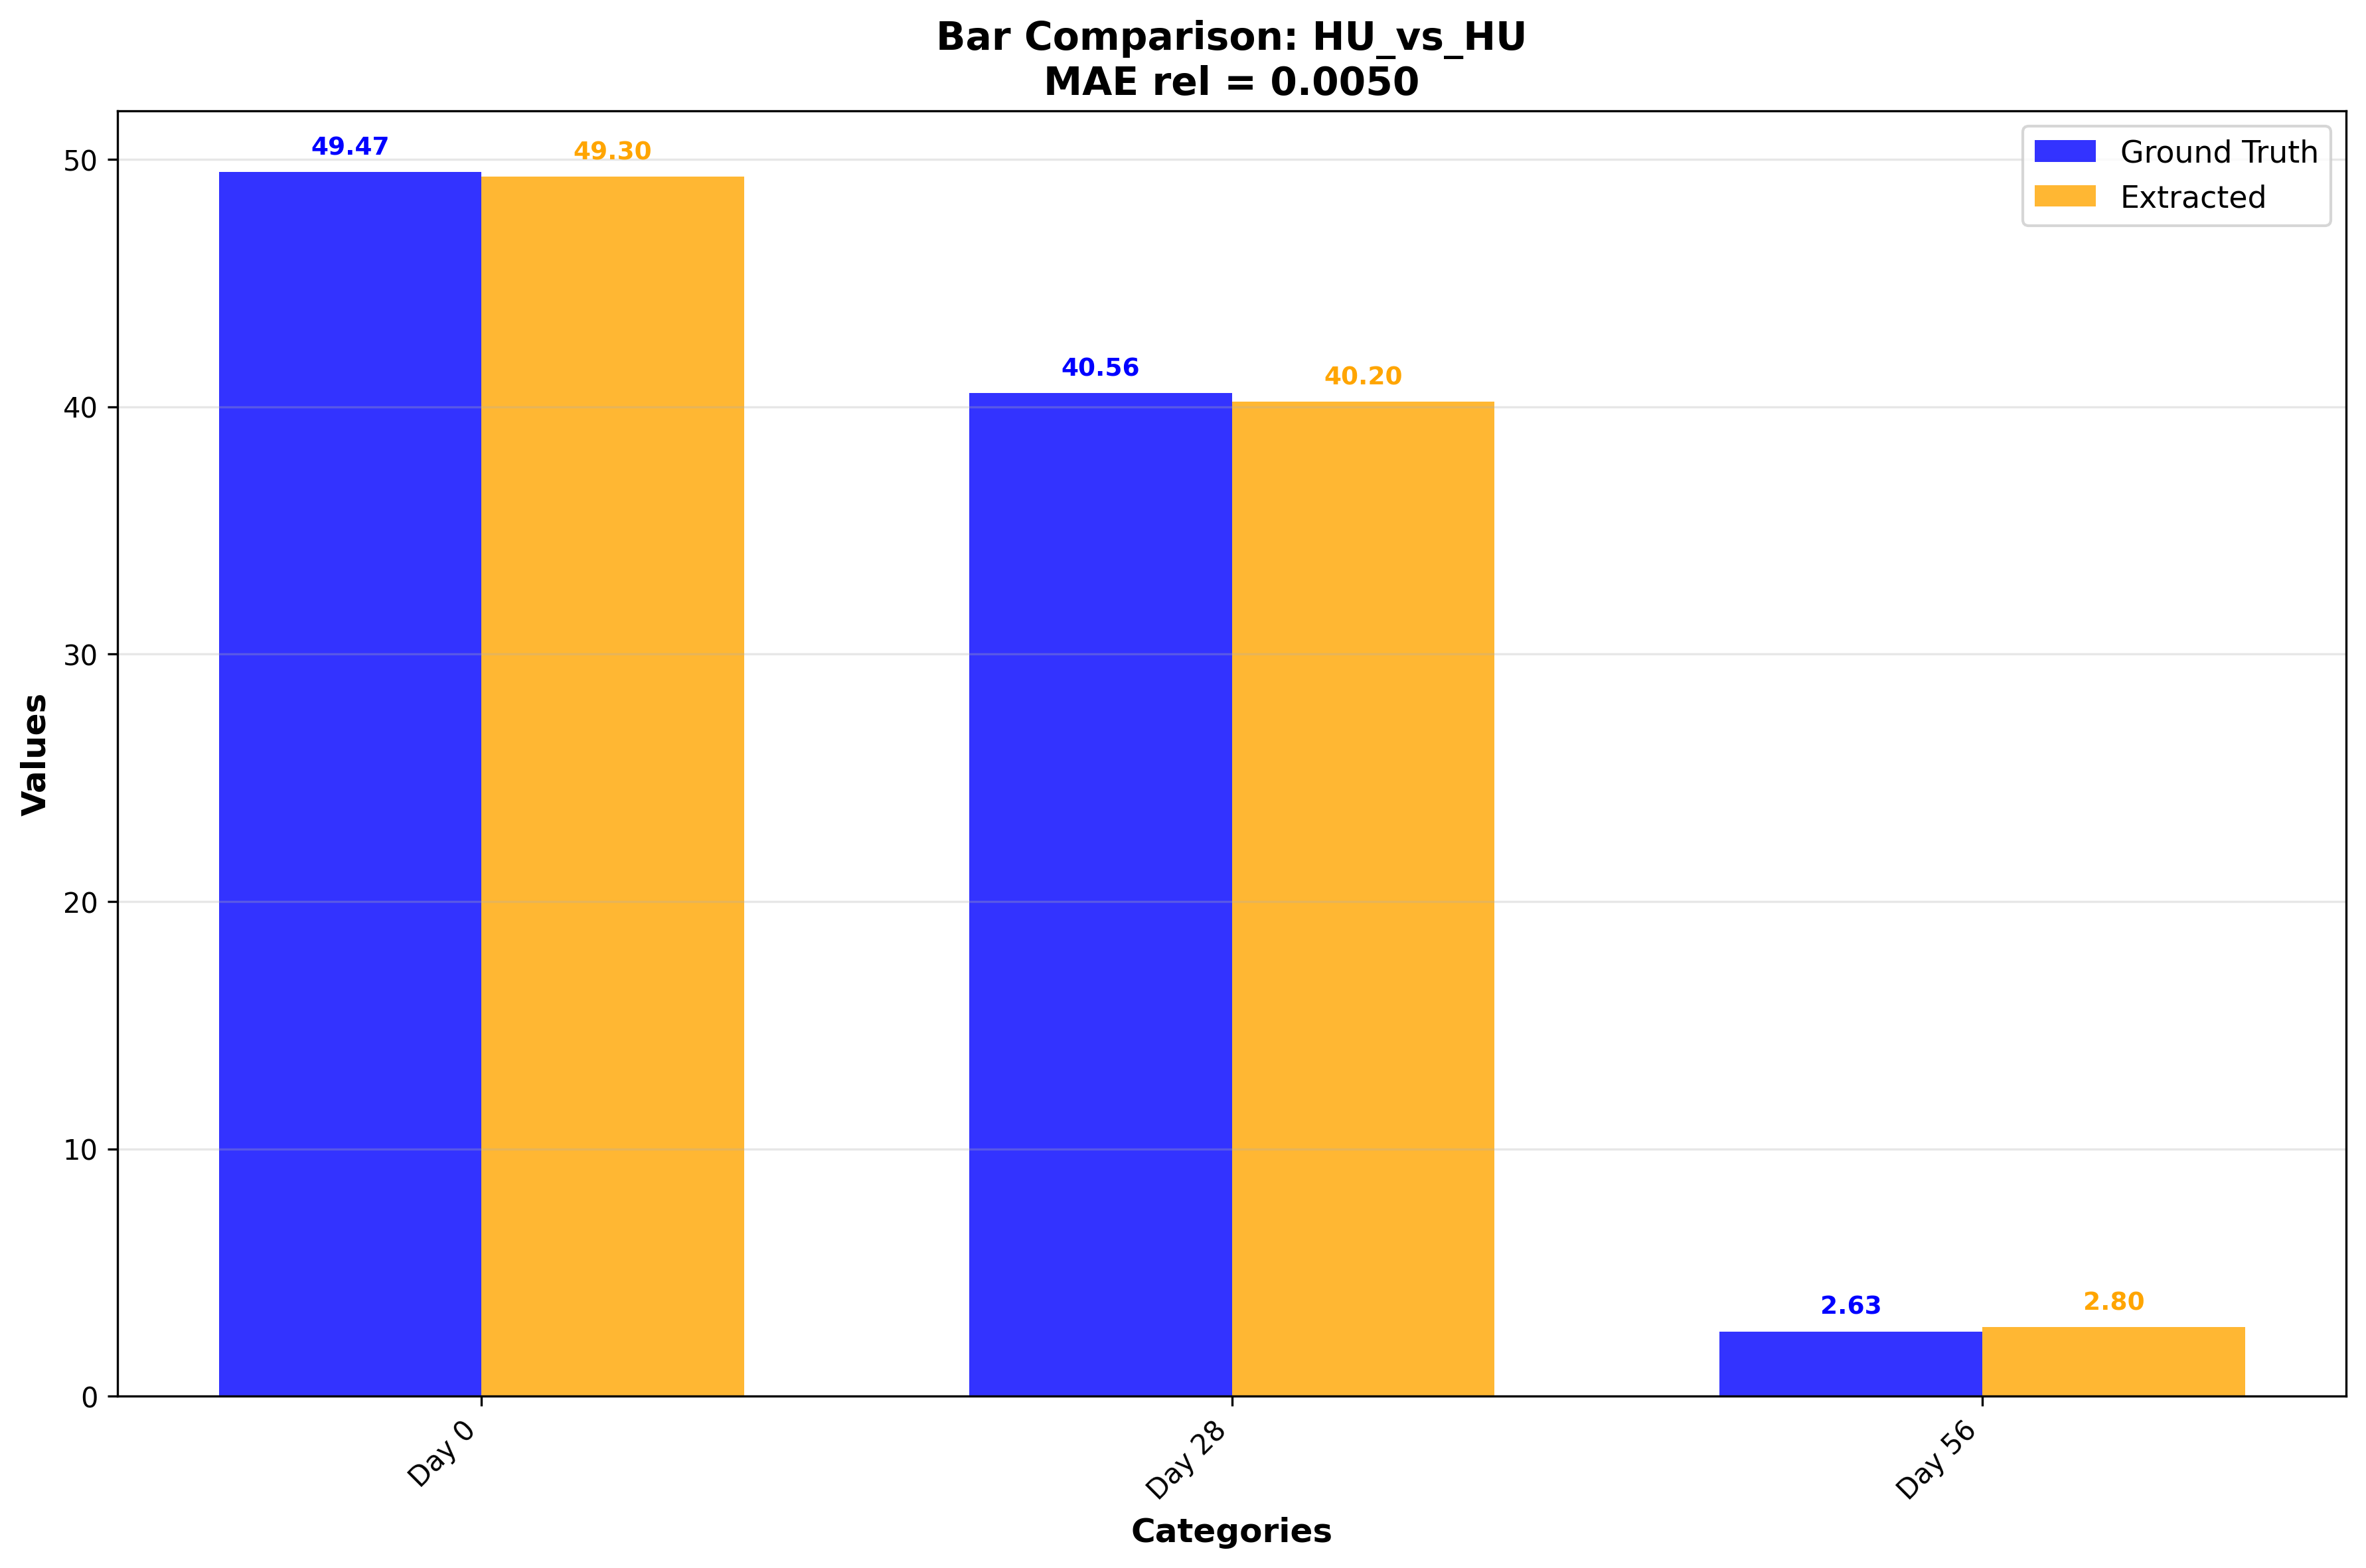 Bar Comparison: HU_vs_HU
MAE rel = 0.0050
Ground Truth
Extracted
49.47
49.30
40.56
40.20
2.63
2.80
50
40
30
20
10
0
Values
Day 0
Day 28
Day 56
Categories